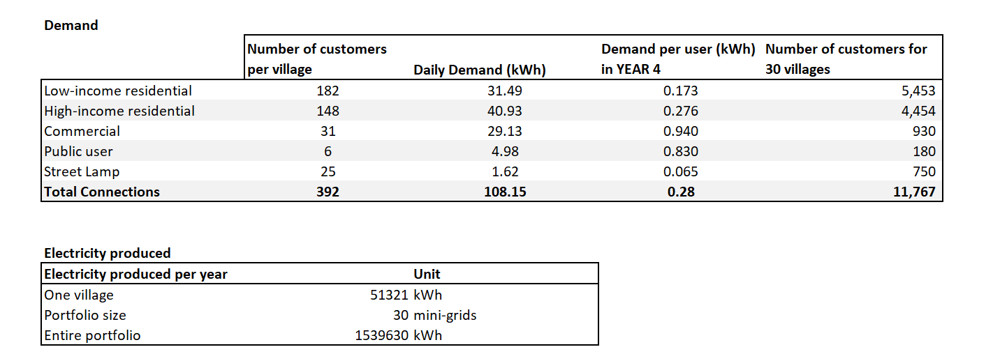 Demand
Number of customers per village Daily Demand (kWh) Demand per user (kWh) in YEAR 4 Number of customers for 30 villages
Low-income residential 182 31.49 0.173 5,453
High-income residential 148 40.93 0.276 4,454
Commercial 31 29.13 0.940 930
Public user 6 4.98 0.830 180
Street Lamp 25 1.62 0.065 750
Total Connections 392 108.15 0.28 11,767
Electricity produced
Electricity produced per year Unit
One village 51321 kWh
Portfolio size 30 mini-grids
Entire portfolio 1539630 kWh